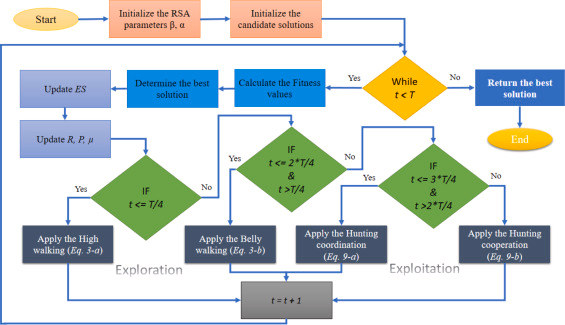 Start
Initialize the RSA
parameters β, α
Initialize the
candidate solutions
While
t < T
Yes
No
Return the best
solution
End
Calculate the Fitness
values
Determine the best
solution
Update ES
Update R, P, μ
IF
t <= T/4
Yes
No
IF
t <= 2*T/4
&
t >T/4
Yes
No
IF
t <= 3*T/4
&
t >2*T/4
Yes
No
Apply the High
walking (Eq. 3-a)
Apply the Belly
walking (Eq. 3-b)
Apply the Hunting
coordination
(Eq. 9-a)
Apply the Hunting
cooperation
(Eq. 9-b)
Exploration
Exploitation
t = t + 1